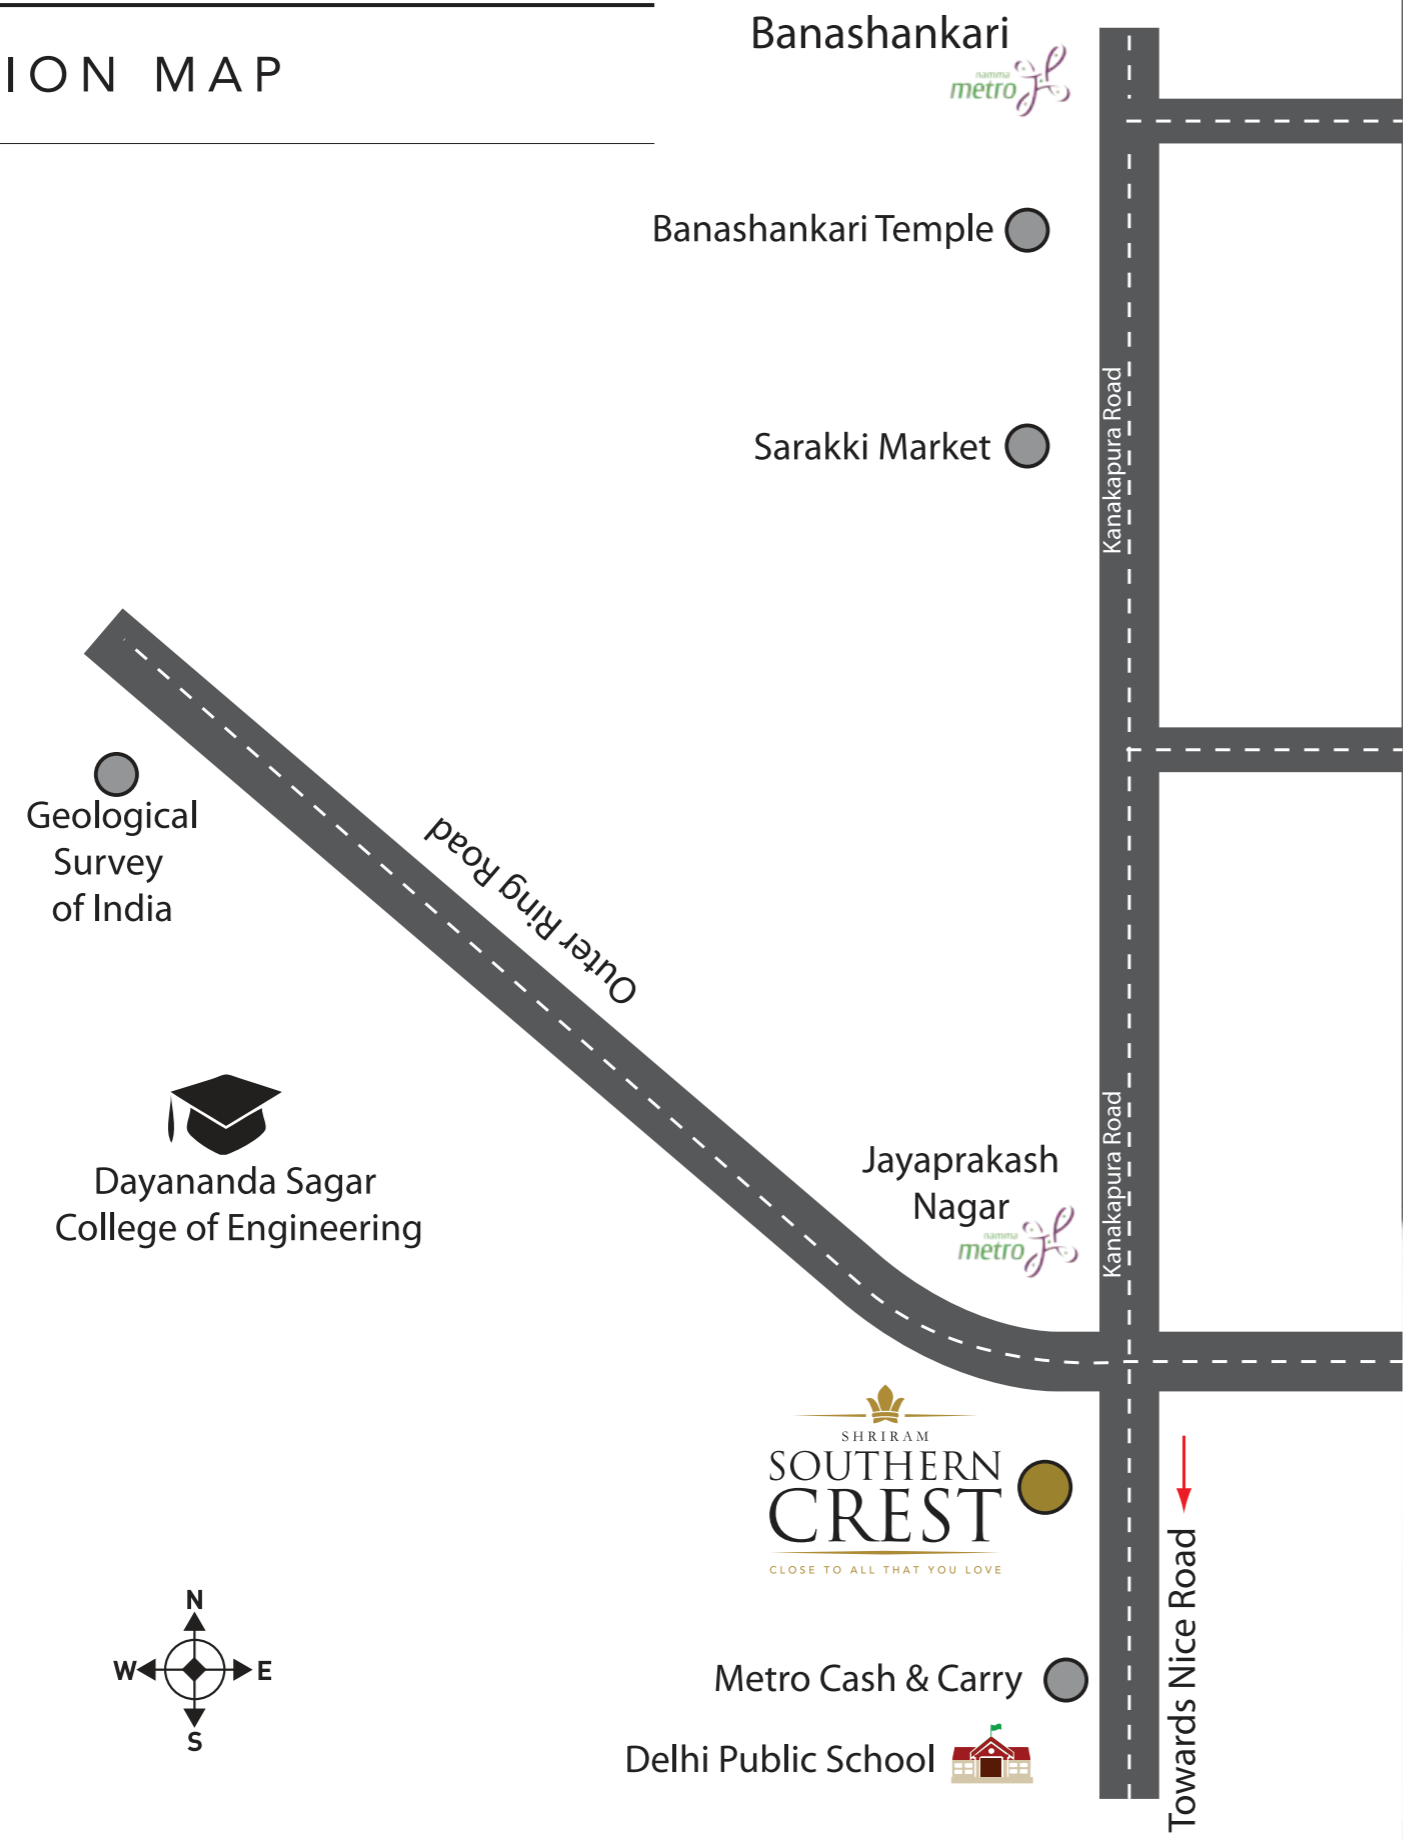 ION MAP
Banashankari
namma
metro
Banashankari Temple
Sarakki Market
Kanakapura Road
Geological
Survey
of India
Outer Ring Road
Dayananda Sagar
College of Engineering
Jayaprakash
Nagar
namma
metro
Kanakapura Road
SHRIRAM
SOUTHERN
CREST
CLOSE TO ALL THAT YOU LOVE
Towards Nice Road
N
W E
S
Metro Cash & Carry
Delhi Public School